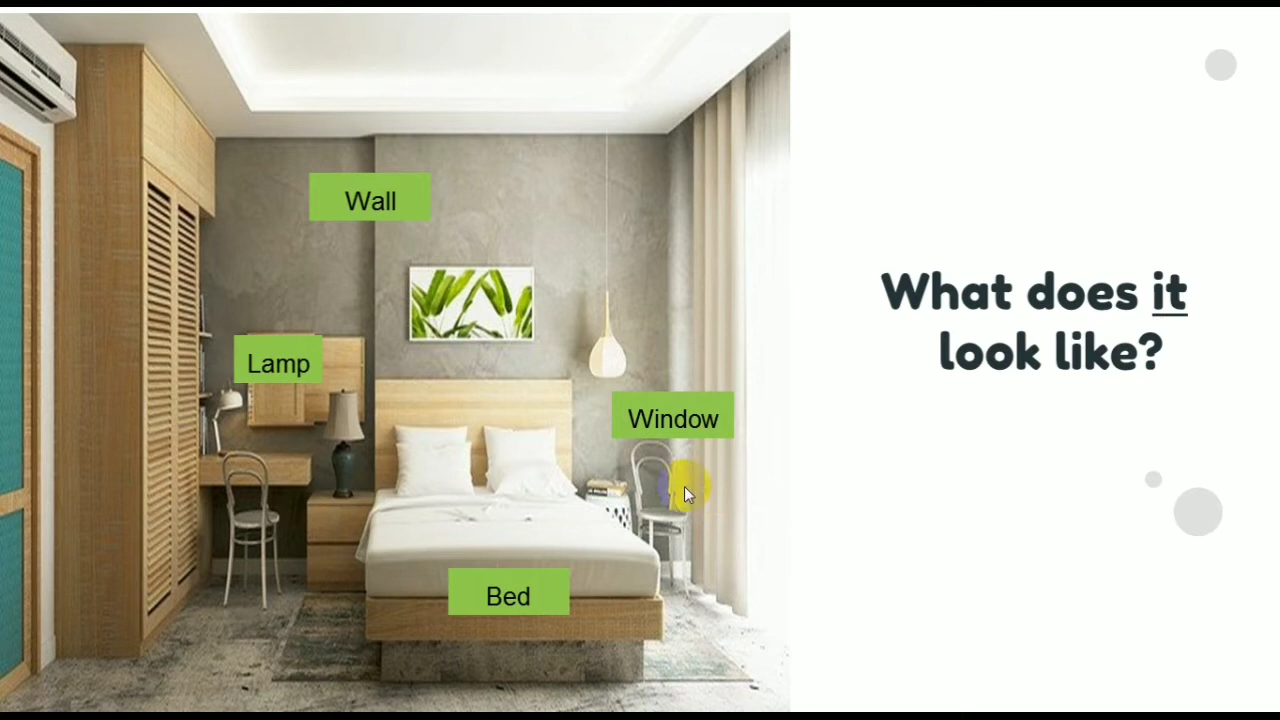 Wall
Lamp
Window
Bed
What does it
look like?